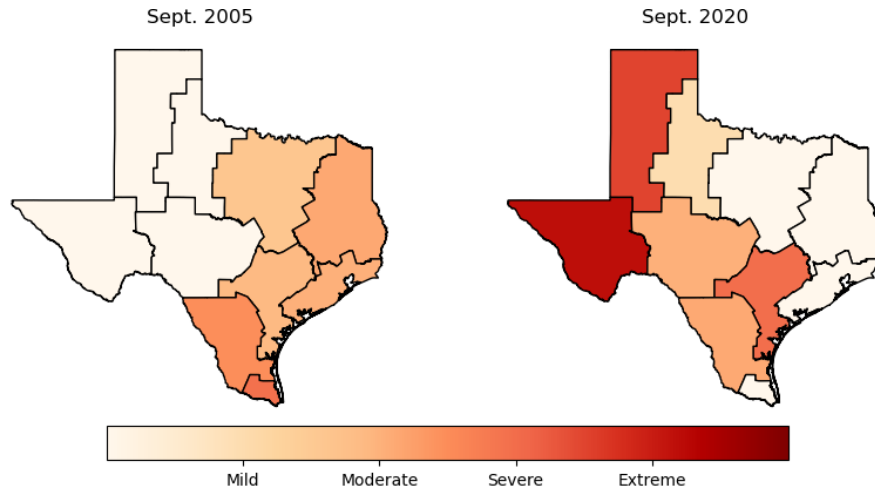 Sept. 2005
Sept. 2020
Mild
Moderate
Severe
Extreme